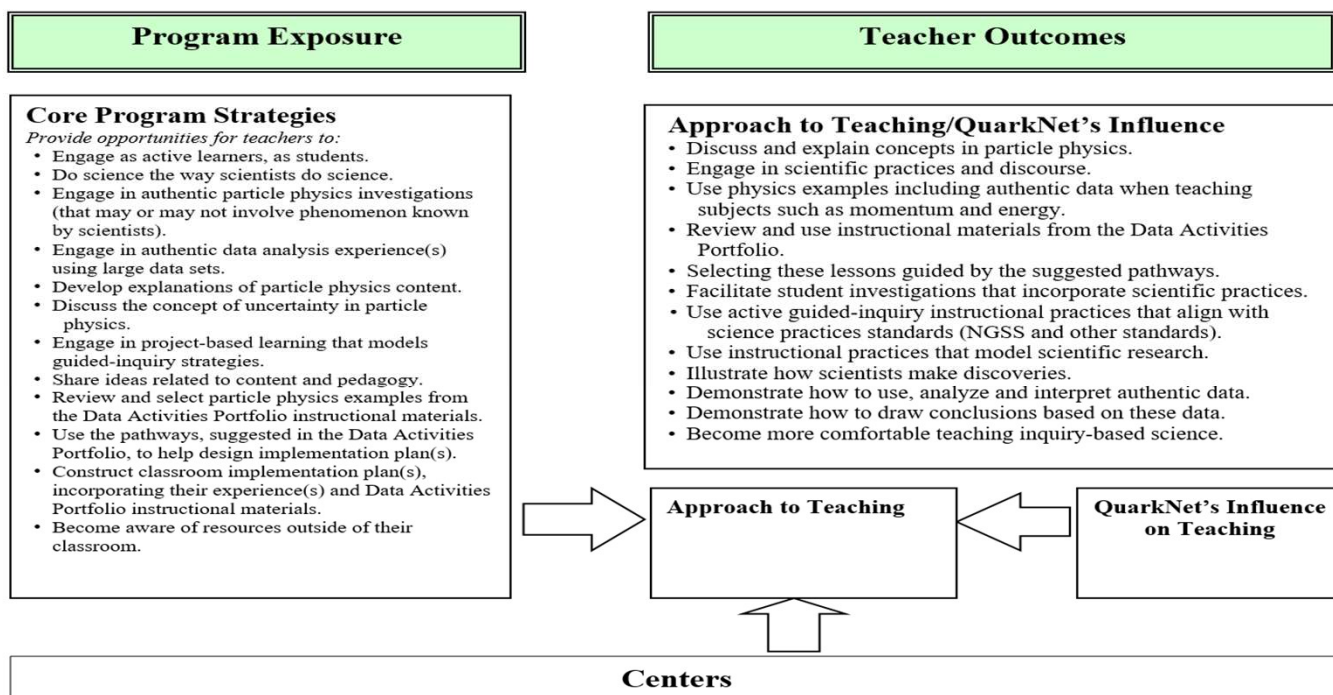 Program Exposure
Teacher Outcomes
Core Program Strategies
Provide opportunities for teachers to:
• Engage as active learners, as students.
• Do science the way scientists do science.
• Engage in authentic particle physics investigations
(that may or may not involve phenomenon known
by scientists).
• Engage in authentic data analysis experience(s)
using large data sets.
• Develop explanations of particle physics content.
• Discuss the concept of uncertainty in particle
physics.
• Engage in project-based learning that models
guided-inquiry strategies.
• Share ideas related to content and pedagogy.
• Review and select particle physics examples from
the Data Activities Portfolio instructional materials.
• Use the pathways, suggested in the Data Activities
Portfolio, to help design implementation plan(s).
• Construct classroom implementation plan(s),
incorporating their experience(s) and Data Activities
Portfolio instructional materials.
• Become aware of resources outside of their
classroom.
Approach to Teaching/QuarkNet's Influence
• Discuss and explain concepts in particle physics.
• Engage in scientific practices and discourse.
• Use physics examples including authentic data when teaching
subjects such as momentum and energy.
• Review and use instructional materials from the Data Activities
Portfolio.
• Selecting these lessons guided by the suggested pathways.
• Facilitate student investigations that incorporate scientific practices.
• Use active guided-inquiry instructional practices that align with
science practices standards (NGSS and other standards).
• Use instructional practices that model scientific research.
• Illustrate how scientists make discoveries.
• Demonstrate how to use, analyze and interpret authentic data.
• Demonstrate how to draw conclusions based on these data.
• Become more comfortable teaching inquiry-based science.
Approach to Teaching
QuarkNet's Influence
on Teaching
Centers